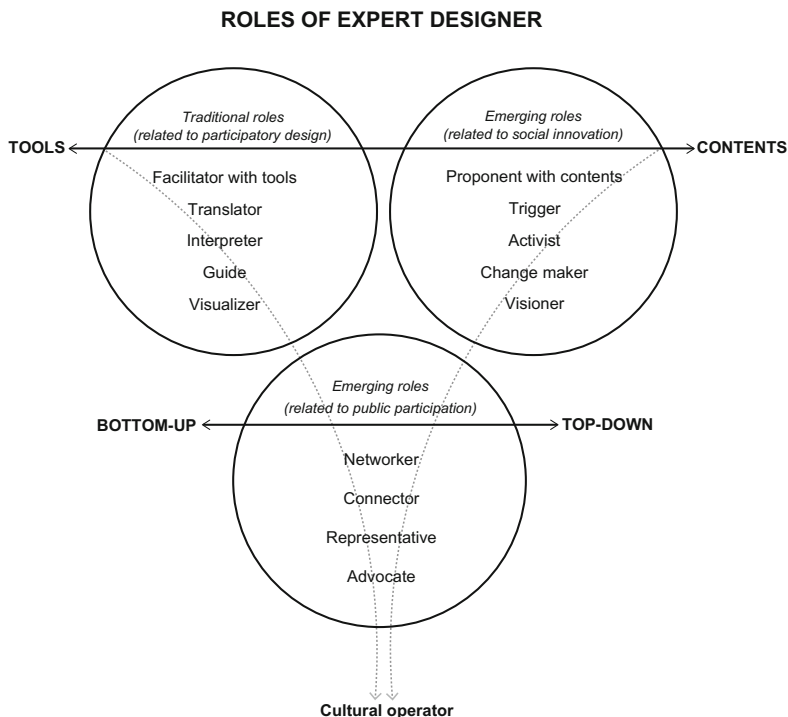 ROLES OF EXPERT DESIGNER
Traditional roles
(related to participatory design)
Emerging roles
(related to social innovation)
TOOLS
CONTENTS
Facilitator with tools
Translator
Interpreter
Guide
Visualizer
Proponent with contents
Trigger
Activist
Change maker
Visioner
Emerging roles
(related to public participation)
BOTTOM-UP
TOP-DOWN
Networker
Connector
Representative
Advocate
Cultural operator